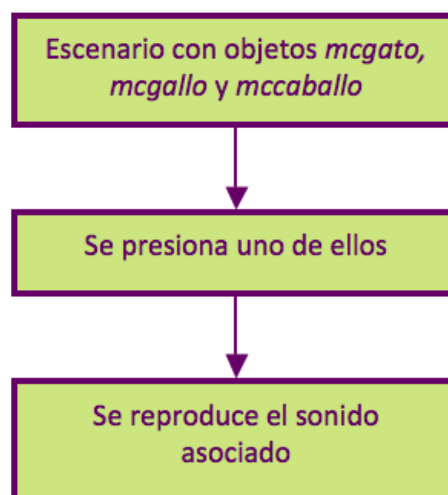 Escenario con objetos mcgato,
mcgallo y mccaballo
Se presiona uno de ellos
Se reproduce el sonido
asociado